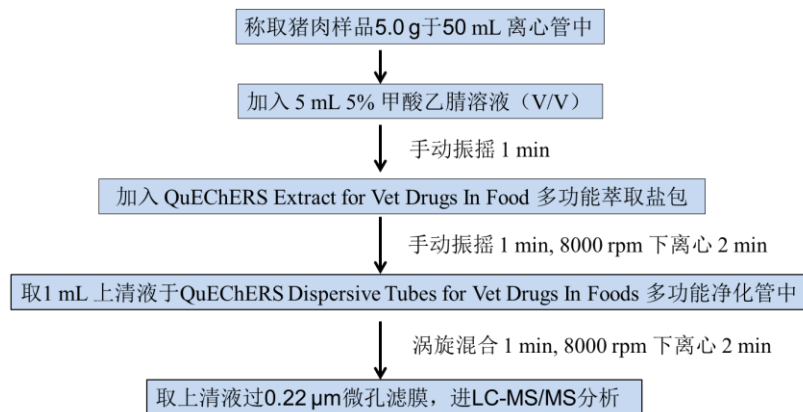 称取猪肉样品5.0 g于50 mL 离心管中
加入 5 mL 5% 甲酸乙腈溶液（V/V）
手动振摇 1 min
加入 QuEChERS Extract for Vet Drugs In Food 多功能萃取盐包
手动振摇 1 min, 8000 rpm 下离心 2 min
取1 mL 上清液于QuEChERS Dispersive Tubes for Vet Drugs In Foods 多功能净化管中
涡旋混合 1 min, 8000 rpm 下离心 2 min
取上清液过0.22 μm微孔滤膜，进LC-MS/MS分析